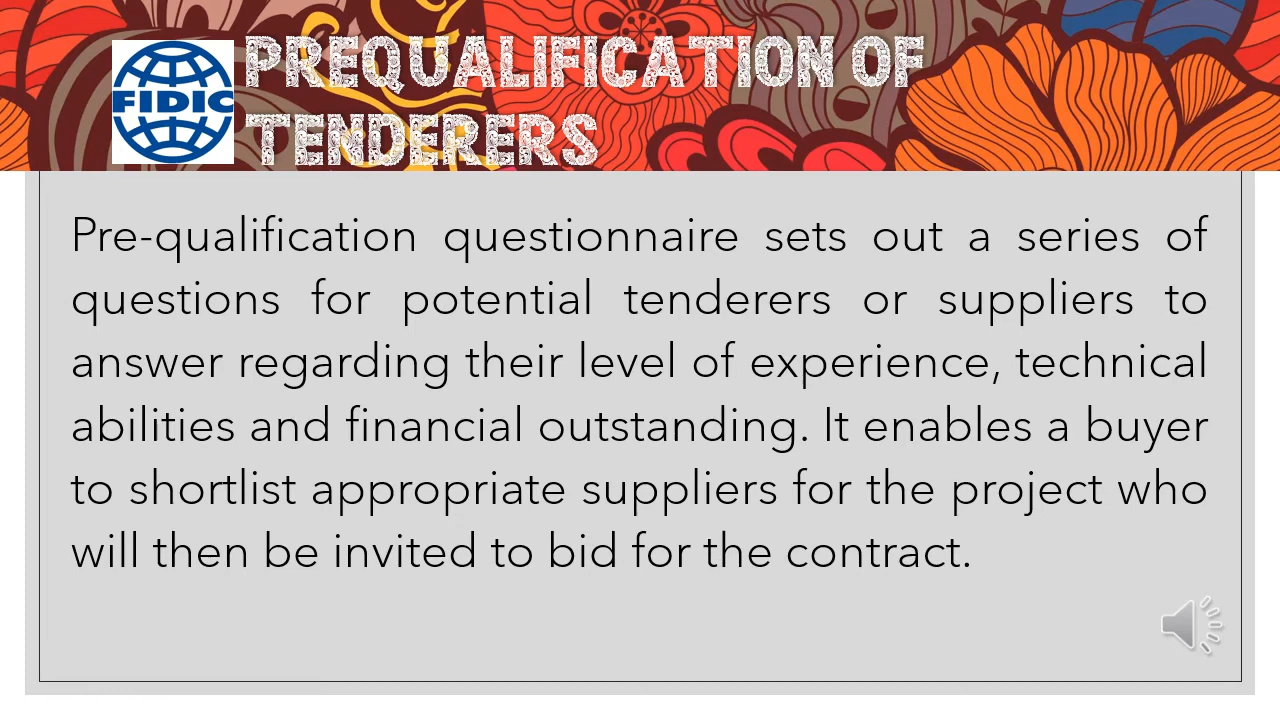 FIDIC
PREQUALIFICATION OF
TENDERERS
Pre-qualification questionnaire sets out a series of
questions for potential tenderers or suppliers to
answer regarding their level of experience, technical
abilities and financial outstanding. It enables a buyer
to shortlist appropriate suppliers for the project who
will then be invited to bid for the contract.